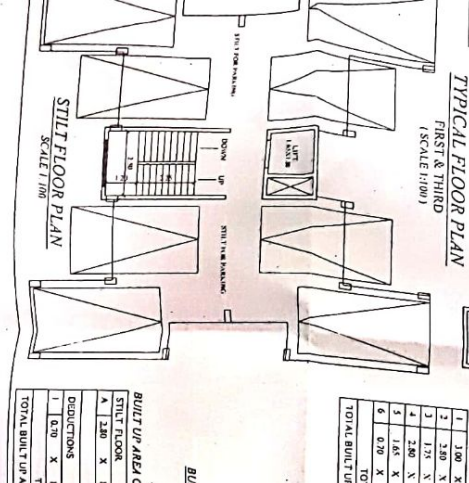 TYPICAL FLOOR PLAN
FIRST & THIRD
(SCALE 1:100)
STILT FOR PARKING
LIFT
DOWN
UP
STILT FOR PARKING
STILT FLOOR PLAN
SCALE 1:100
1 3.00 X
2 2.80 X
3 1.75 X
4 2.80 X
5 1.65 X
6 0.70 X
TOTAL BUILT UP
BUILT UP AREA
STILT FLOOR
A 2.80 X
DEDUCTIONS
1 0.70 X
TOTAL BUILT UP A
BU